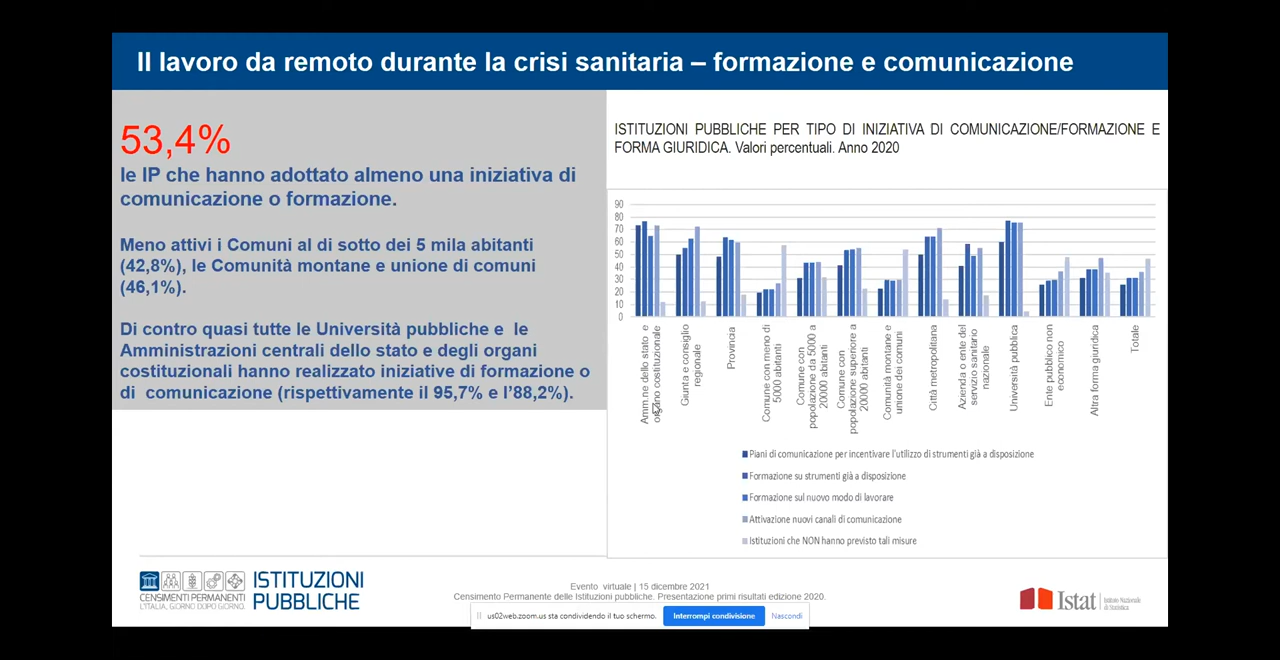 Il lavoro da remoto durante la crisi sanitaria – formazione e comunicazione
53,4%
le IP che hanno adottato almeno una iniziativa di
comunicazione o formazione.
Meno attivi i Comuni al di sotto dei 5 mila abitanti
(42,8%), le Comunità montane e unione di comuni
(46,1%).
Di contro quasi tutte le Università pubbliche e le
Amministrazioni centrali dello stato e degli organi
costituzionali hanno realizzato iniziative di formazione o
di comunicazione (rispettivamente il 95,7% e l'88,2%).
ISTITUZIONI PUBBLICHE PER TIPO DI INIZIATIVA DI COMUNICAZIONE/FORMAZIONE E
FORMA GIURIDICA. Valori percentuali. Anno 2020
90
80
70
60
50
40
30
20
10
0
Amm.ne dello stato e
organo costituzionale
Giunta e consiglio
regionale
Provincia
Comune con meno di
5000 abitanti
Comune con
popolazione da 5000 a
20000 abitanti
Comune con
popolazione superiore a
20000 abitanti
Comunità montane e
unione dei comuni
Città metropolitana
Azienda o ente del
servizio sanitario
nazionale
Università pubblica
Ente pubblico non
economico
Altra forma giuridica
Totale
Piani di comunicazione per incentivare l'utilizzo di strumenti già a disposizione
Formazione su strumenti già a disposizione
Formazione sul nuovo modo di lavorare
Attivazione nuovi canali di comunicazione
Istituzioni che NON hanno previsto tali misure
CENSIMENTI PERMANENTI
L'ITALIA, GIORNO DOPO GIORNO.
ISTITUZIONI
PUBBLICHE
Evento virtuale | 15 dicembre 2021
Censimento Permanente delle Istituzioni pubbliche. Presentazione primi risultati edizione 2020.
us02web.zoom.us sta condividendo il tuo schermo.
Interrompi condivisione
Nascondi
Istat
Istituto Nazionale
di Statistica